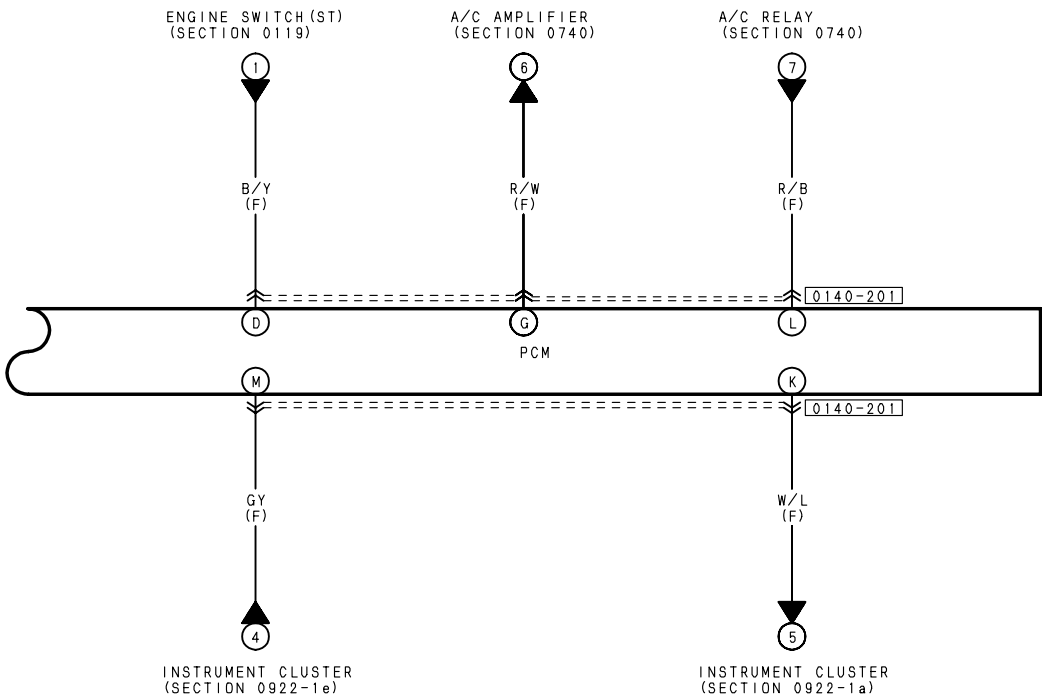 ENGINE SWITCH(ST)
(SECTION 0119)
A/C AMPLIFIER
(SECTION 0740)
A/C RELAY
(SECTION 0740)
1
6
7
B/Y
(F)
R/W
(F)
R/B
(F)
0140-201
D
G
L
PCM
M
K
0140-201
GY
(F)
W/L
(F)
4
5
INSTRUMENT CLUSTER
(SECTION 0922-1e)
INSTRUMENT CLUSTER
(SECTION 0922-1a)